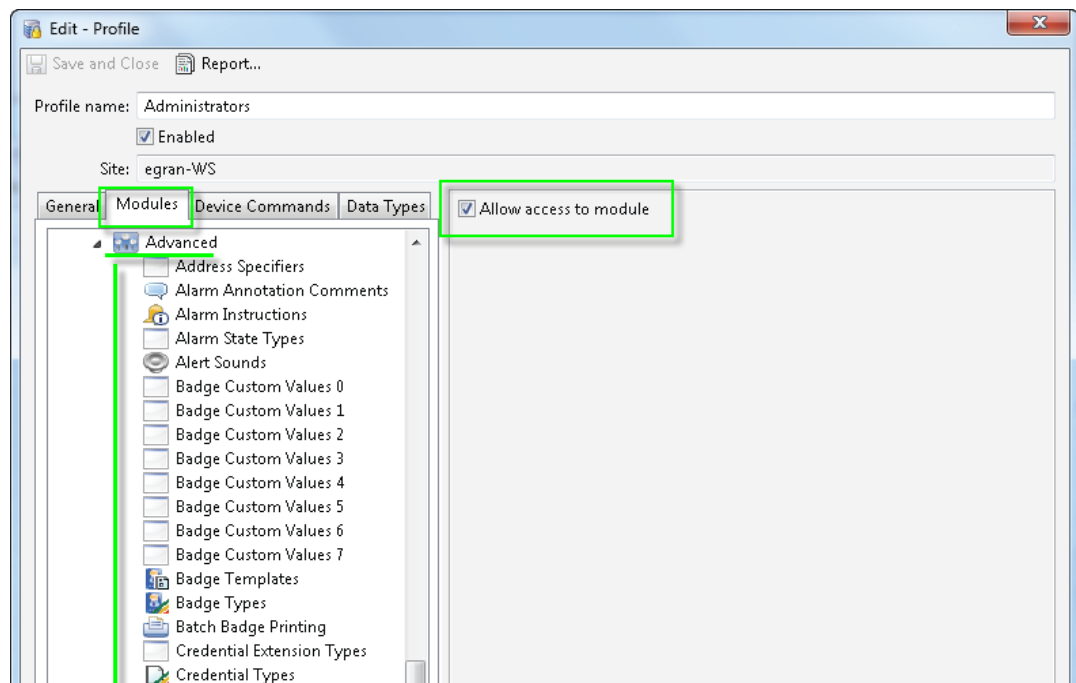 Edit - Profile
X
Save and Close Report...
Profile name: Administrators
Enabled
Site: egran-WS
General Modules Device Commands Data Types
Allow access to module
Advanced
Address Specifiers
Alarm Annotation Comments
Alarm Instructions
Alarm State Types
Alert Sounds
Badge Custom Values 0
Badge Custom Values 1
Badge Custom Values 2
Badge Custom Values 3
Badge Custom Values 4
Badge Custom Values 5
Badge Custom Values 6
Badge Custom Values 7
Badge Templates
Badge Types
Batch Badge Printing
Credential Extension Types
Credential Types